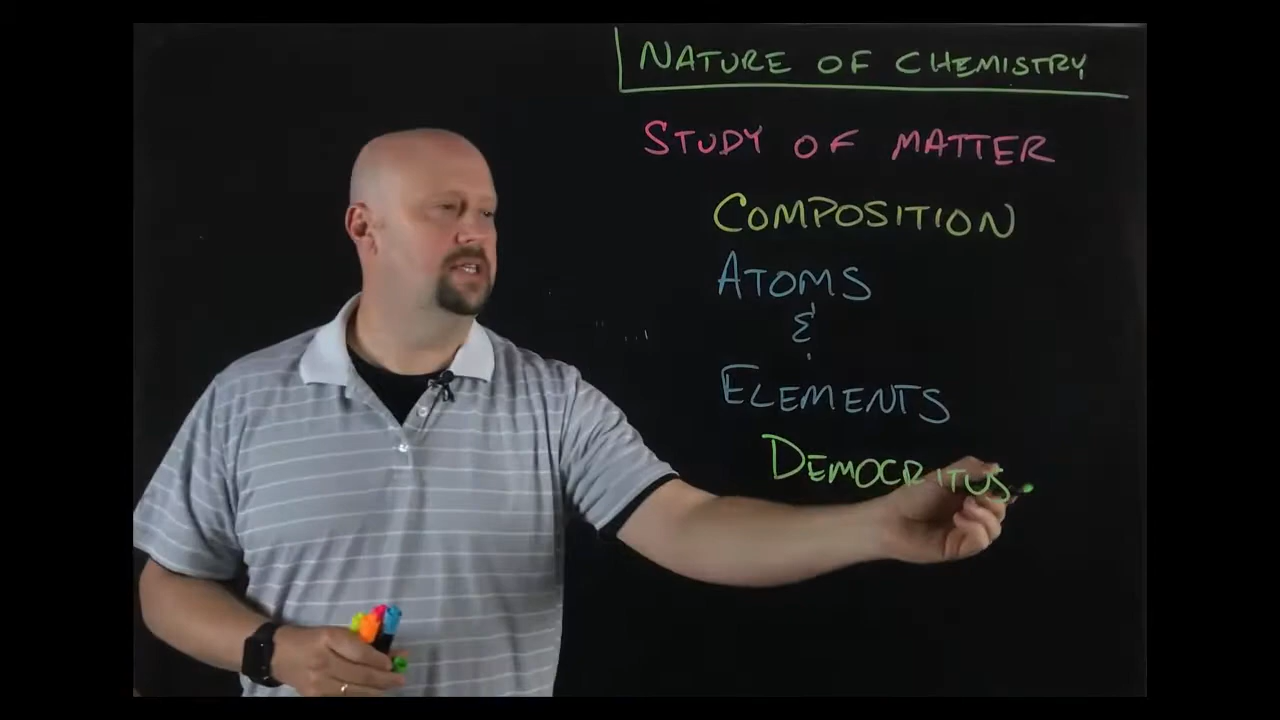 NATURE OF CHEMISTRY
STUDY OF MATTER
COMPOSITION
ATOMS
&
ELEMENTS
DEMOCRITUS